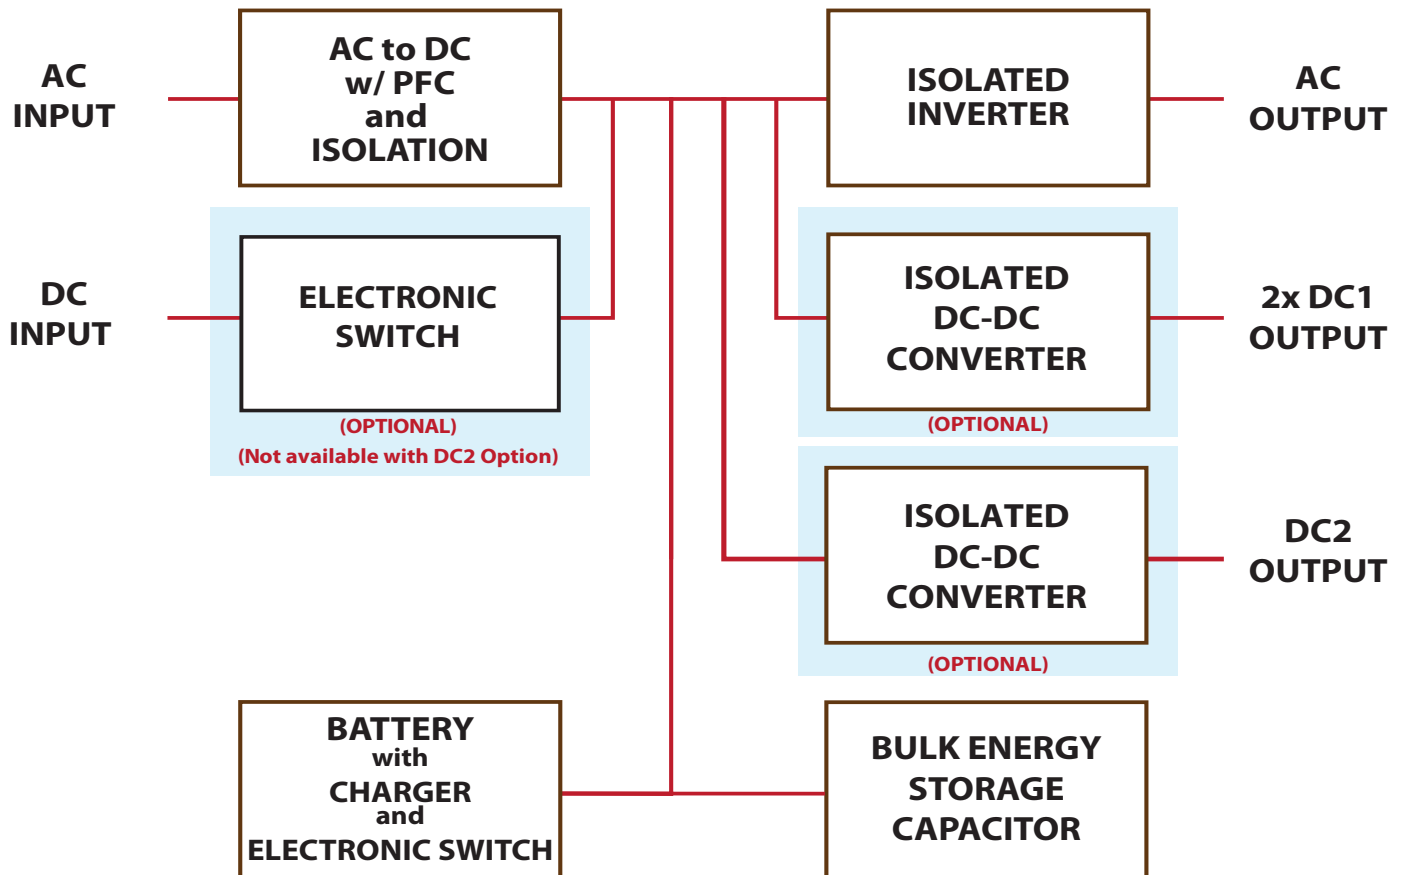 AC
INPUT
AC to DC
w/ PFC
and
ISOLATION
ISOLATED
INVERTER
AC
OUTPUT
DC
INPUT
ELECTRONIC
SWITCH
(OPTIONAL)
(Not available with DC2 Option)
ISOLATED
DC-DC
CONVERTER
(OPTIONAL)
2x DC1
OUTPUT
ISOLATED
DC-DC
CONVERTER
(OPTIONAL)
DC2
OUTPUT
BATTERY
with
CHARGER
and
ELECTRONIC SWITCH
BULK ENERGY
STORAGE
CAPACITOR